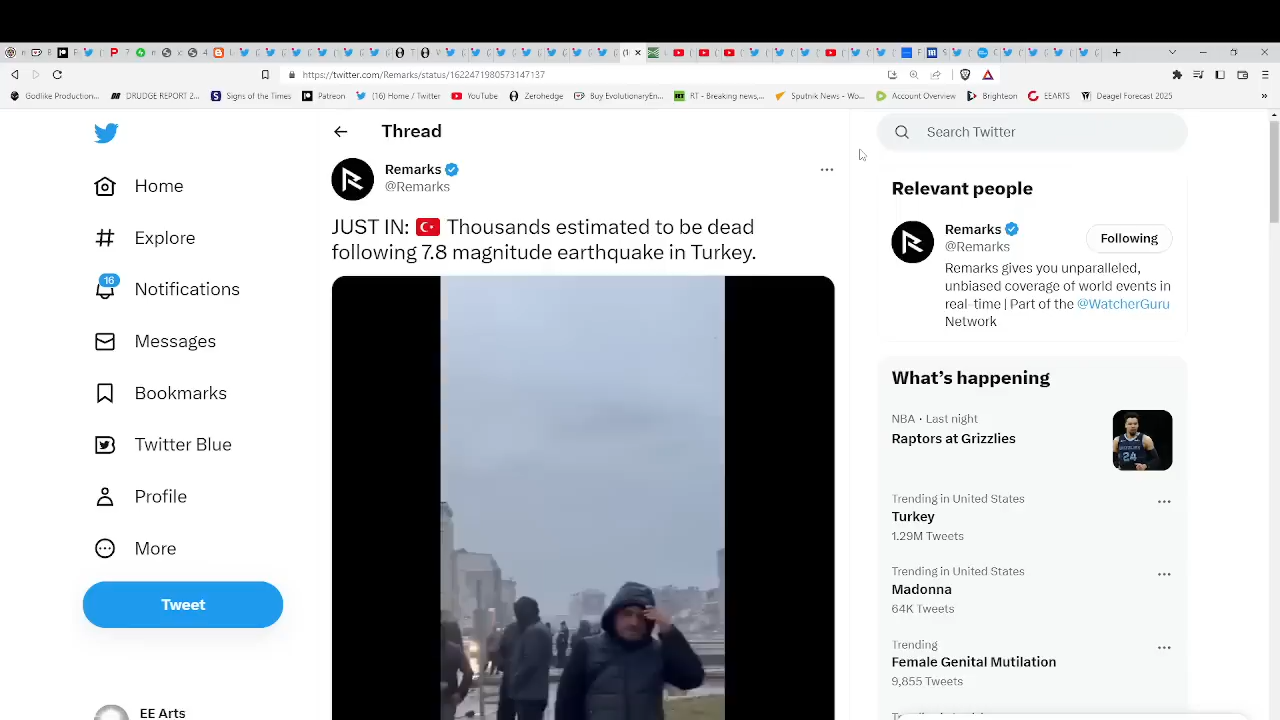 https://twitter.com/Remarks/status/1622471980573147137
Godlike Production...
DRUDGE REPORT 2...
Signs of the Times
Patreon
(16) Home / Twitter
YouTube
Zerohedge
Buy EvolutionaryEn...
RT - Breaking news,...
Sputnik News - Wo...
Account Overview
Brighteon
EEARTS
Deagel Forecast 2025
»
Home
Explore
16
Notifications
Messages
Bookmarks
Twitter Blue
Profile
More
Tweet
EE Arts
Thread
Remarks
@Remarks
JUST IN: 🇹🇷 Thousands estimated to be dead
following 7.8 magnitude earthquake in Turkey.
Search Twitter
Relevant people
Remarks
@Remarks
Following
Remarks gives you unparalleled,
unbiased coverage of world events in
real-time | Part of the @WatcherGuru
Network
What's happening
NBA · Last night
Raptors at Grizzlies
Trending in United States
Turkey
1.29M Tweets
Trending in United States
Madonna
64K Tweets
Trending
Female Genital Mutilation
9,855 Tweets